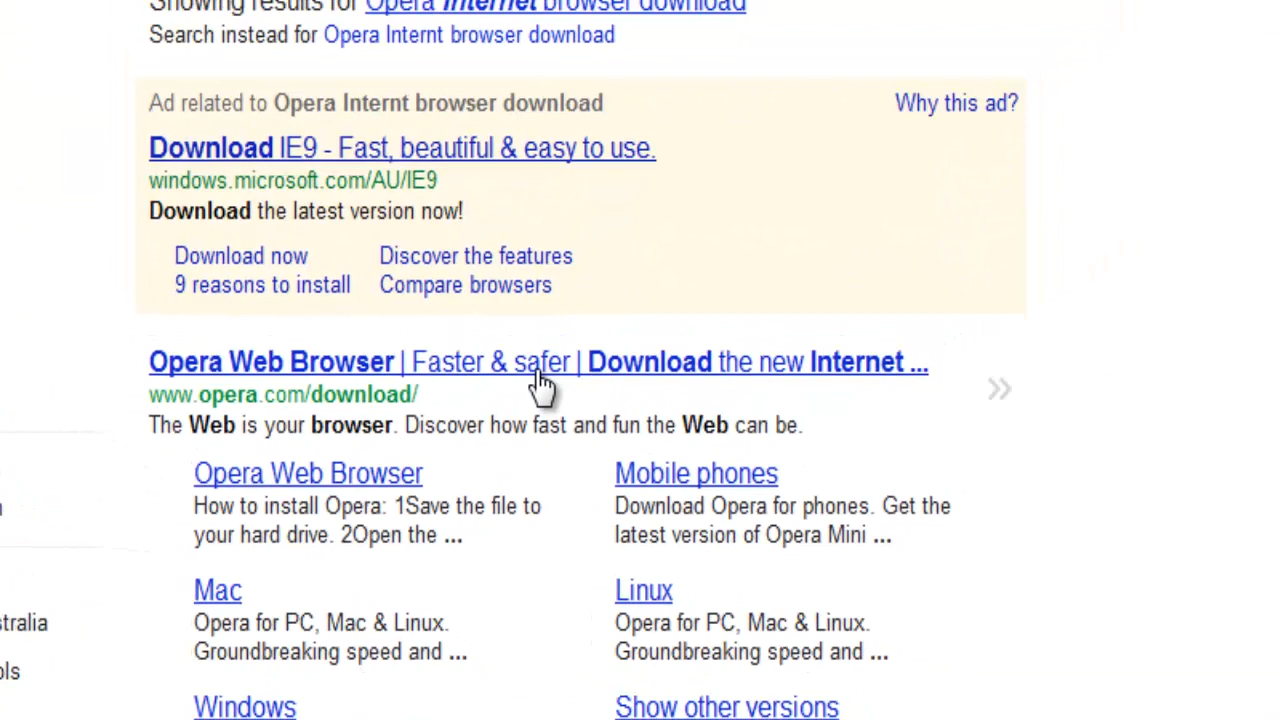 Showing results for Opera Internet browser download
Search instead for Opera Internt browser download
Ad related to Opera Internt browser download
Why this ad?
Download IE9 - Fast, beautiful & easy to use.
windows.microsoft.com/AU/IE9
Download the latest version now!
Download now Discover the features
9 reasons to install Compare browsers
Opera Web Browser | Faster & safer | Download the new Internet ...
www.opera.com/download/
The Web is your browser. Discover how fast and fun the Web can be.
Opera Web Browser
How to install Opera: 1Save the file to
your hard drive. 2Open the ...
Mobile phones
Download Opera for phones. Get the
latest version of Opera Mini ...
Mac
Opera for PC, Mac & Linux.
Groundbreaking speed and ...
Linux
Opera for PC, Mac & Linux.
Groundbreaking speed and ...
Windows
Show other versions
stralia
ols